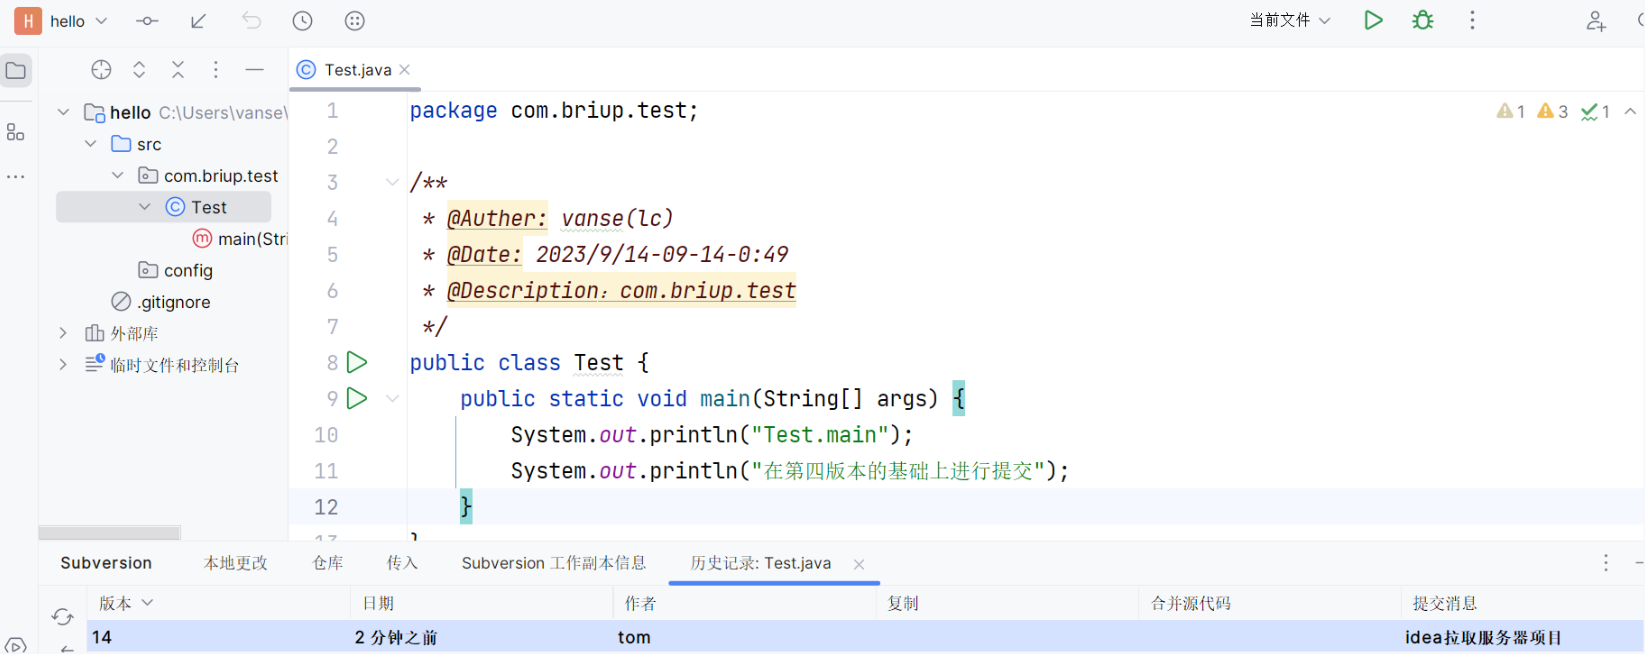 H hello
当前文件
Test.java
hello C:\Users\vanse\
src
com.briup.test
Test
main(Stri
config
.gitignore
外部库
临时文件和控制台
1 package com.briup.test;
2
3 /**
4 * @Auther: vanse(lc)
5 * @Date: 2023/9/14-09-14-0:49
6 * @Description：com.briup.test
7 */
8 public class Test {
9 public static void main(String[] args) {
10 System.out.println("Test.main");
11 System.out.println("在第四版本的基础上进行提交");
12 }
13 }
1 3 1
Subversion 本地更改 仓库 传入 Subversion 工作副本信息 历史记录: Test.java
版本 日期 作者 复制 合并源代码 提交消息
14 2 分钟之前 tom idea拉取服务器项目